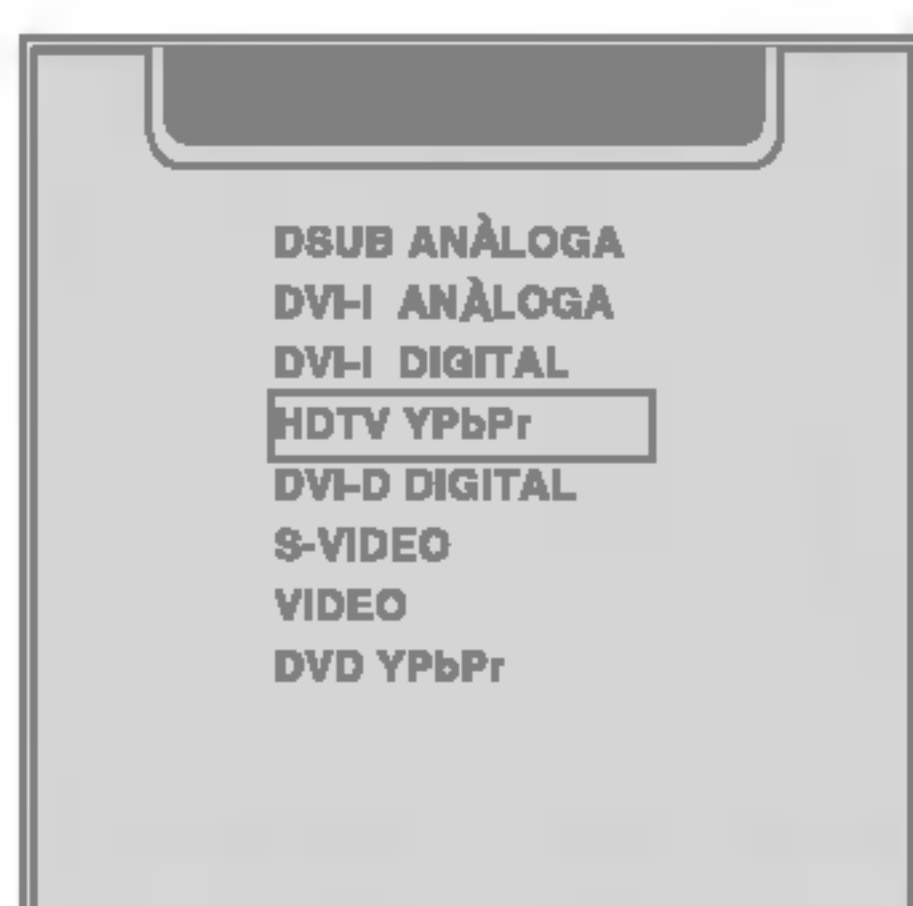 DSUB ANÀLOGA
DVI-I ANÀLOGA
DVI-I DIGITAL
HDTV YPbPr
DVI-D DIGITAL
S-VIDEO
VIDEO
DVD YPbPr